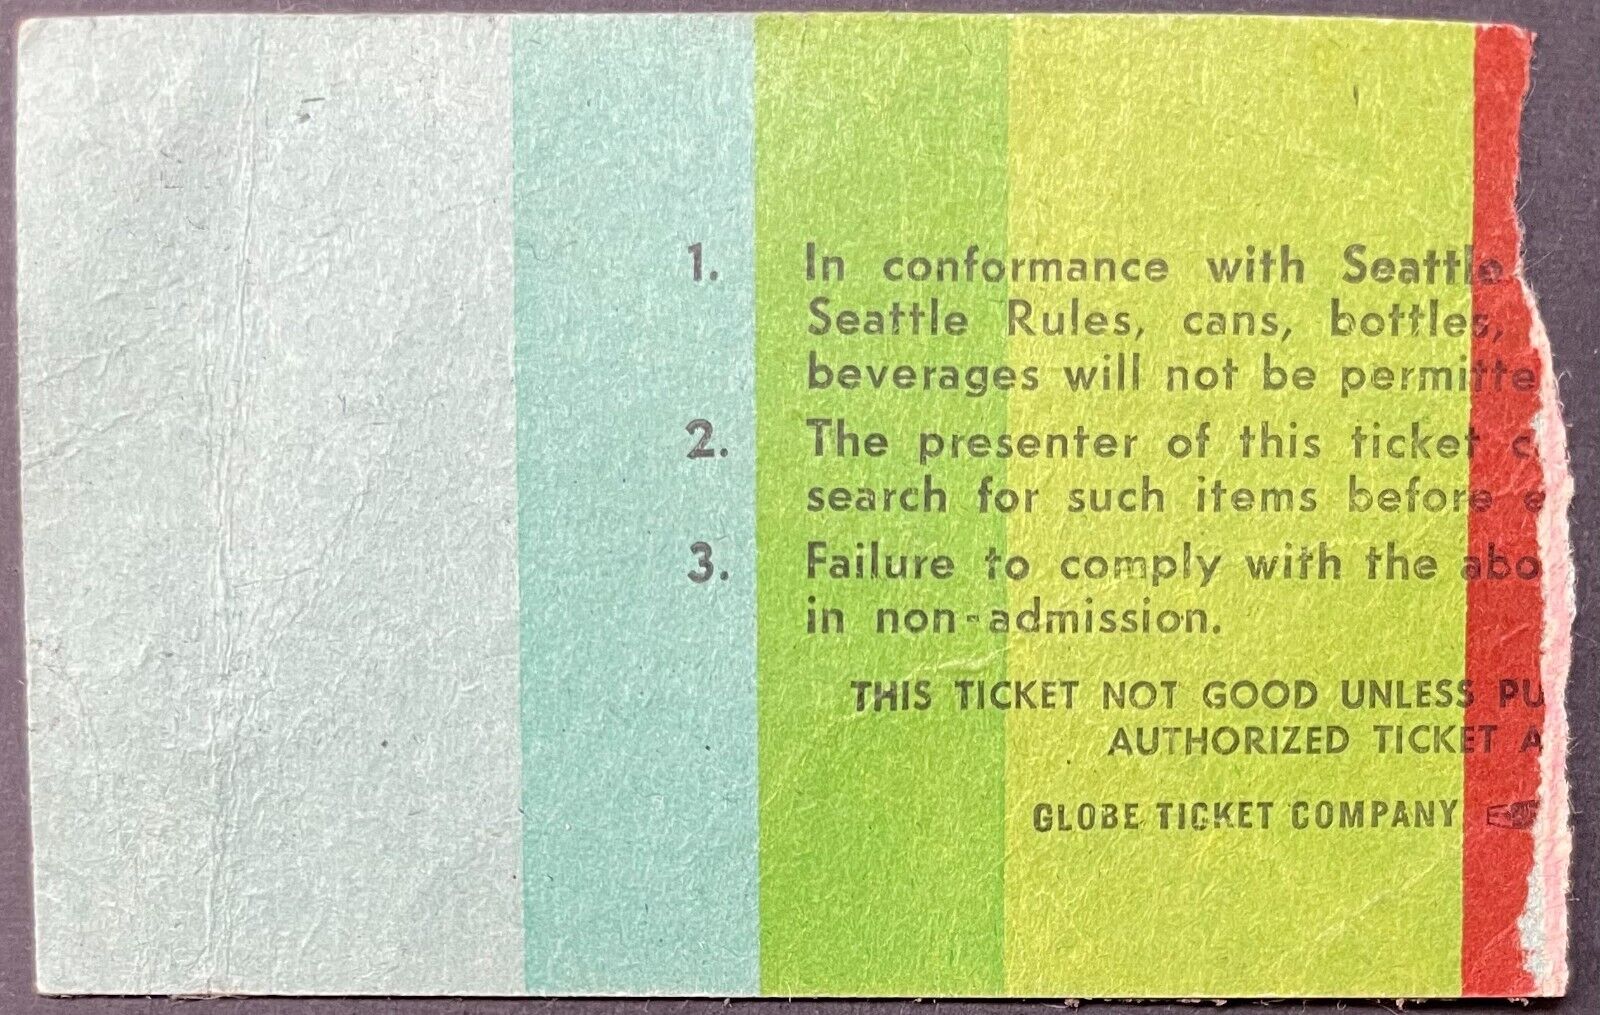 1. In conformance with Seattle
Seattle Rules, cans, bottles,
beverages will not be permitte
2. The presenter of this ticket c
search for such items before e
3. Failure to comply with the abo
in non-admission.
THIS TICKET NOT GOOD UNLESS PU
AUTHORIZED TICKET A
GLOBE TICKET COMPANY